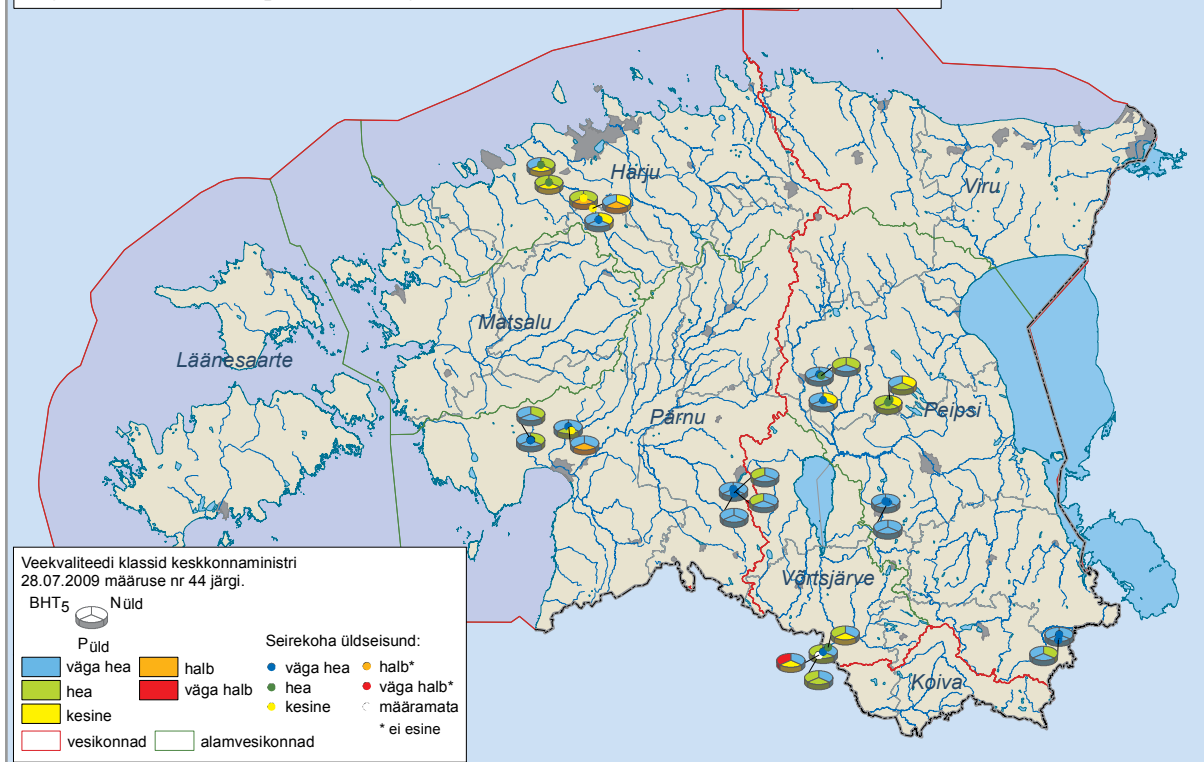 Harju
Viru
Matsalu
Läänesaarte
Pärnu
Peipsi
Võrtsjärve
Koiva
Veekvaliteedi klassid keskkonnaministri
28.07.2009 määruse nr 44 järgi.
BHT5 Nüld
Püld
väga hea
hea
kesine
halb
väga halb
Seirekoha üldseisund:
väga hea
hea
kesine
halb*
väga halb*
määramata
* ei esine
vesikonnad
alamvesikonnad